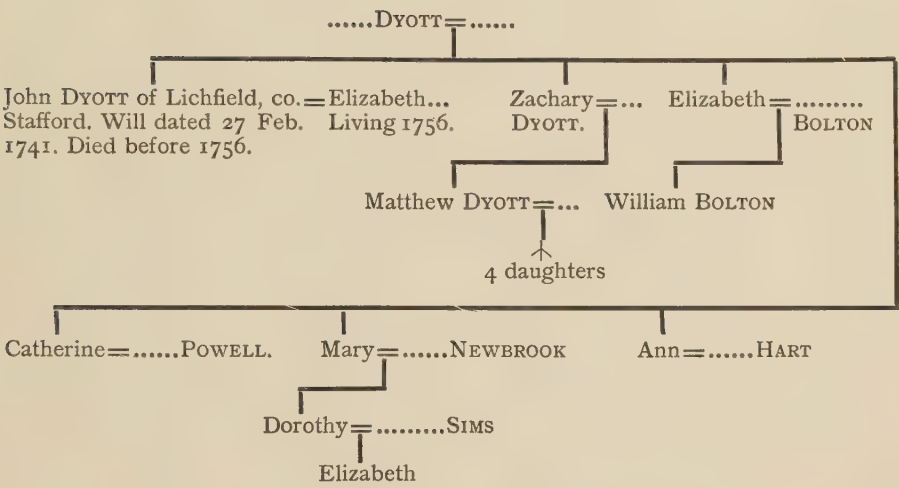 ......DYOTT=......
John DYOTT of Lichfield, co.=Elizabeth...
Stafford. Will dated 27 Feb. Living 1756.
1741. Died before 1756.
Zachary=...
DYOTT.
Elizabeth=.........
BOLTON
Matthew DYOTT=...
William BOLTON
4 daughters
Catherine=......POWELL.
Mary=......NEWBROOK
Ann=......HART
Dorothy=.........SIMS
Elizabeth